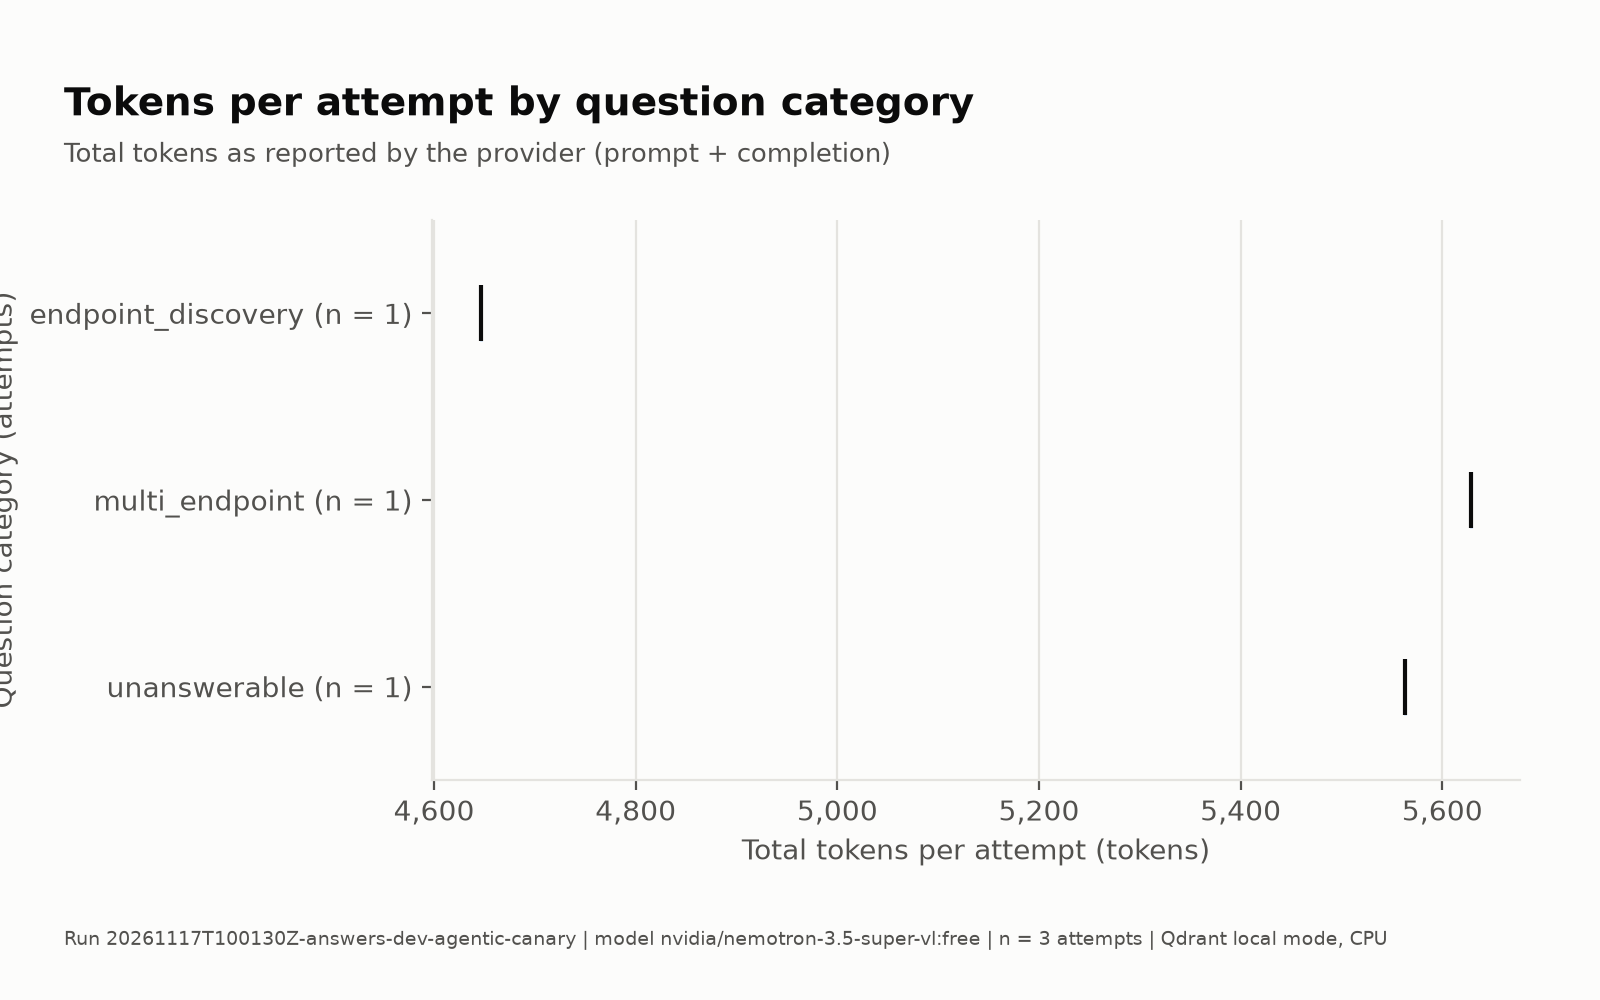 Tokens per attempt by question category
Total tokens as reported by the provider (prompt + completion)
Question category (attempts)
endpoint_discovery (n = 1)
multi_endpoint (n = 1)
unanswerable (n = 1)
4,600 4,800 5,000 5,200 5,400 5,600
Total tokens per attempt (tokens)
Run 20261117T100130Z-answers-dev-agentic-canary | model nvidia/nemotron-3.5-super-vl:free | n = 3 attempts | Qdrant local mode, CPU